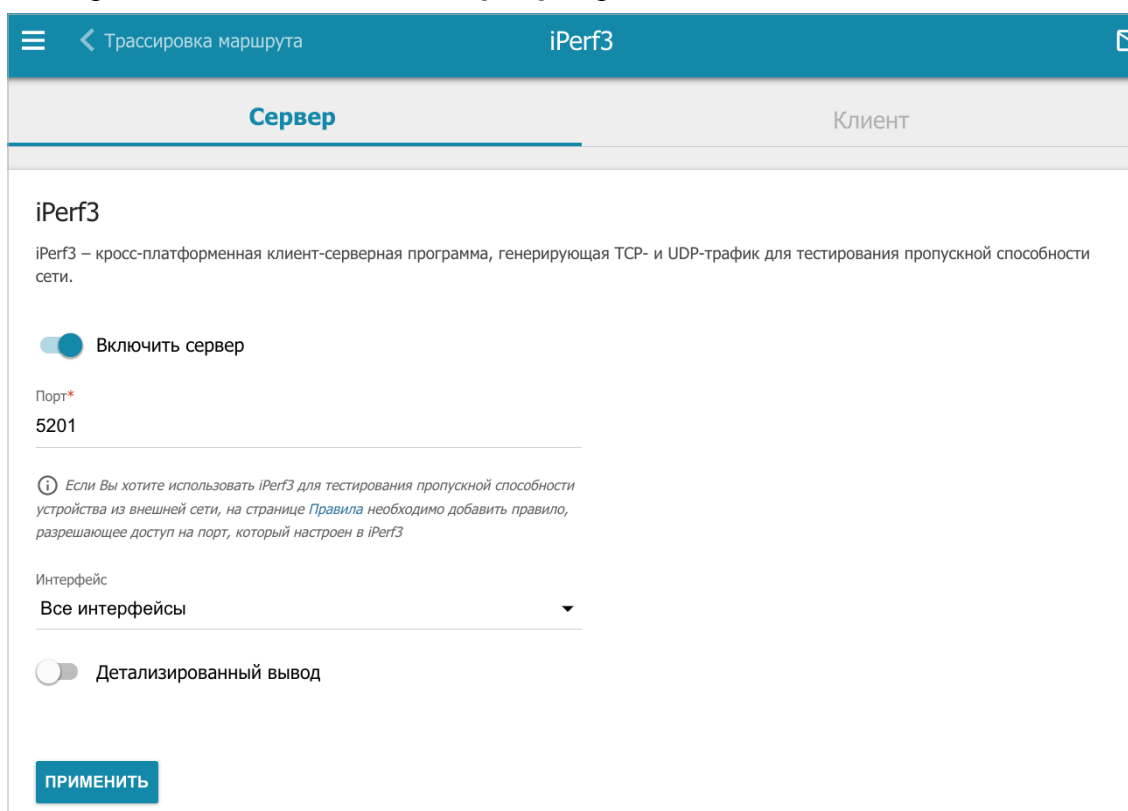 Трассировка маршрута
iPerf3
Сервер
Клиент
iPerf3
iPerf3 – кросс-платформенная клиент-серверная программа, генерирующая TCP- и UDP-трафик для тестирования пропускной способности
сети.
Включить сервер
Порт*
5201
Если Вы хотите использовать iPerf3 для тестирования пропускной способности
устройства из внешней сети, на странице Правила необходимо добавить правило,
разрешающее доступ на порт, который настроен в iPerf3
Интерфейс
Все интерфейсы
Детализированный вывод
ПРИМЕНИТЬ